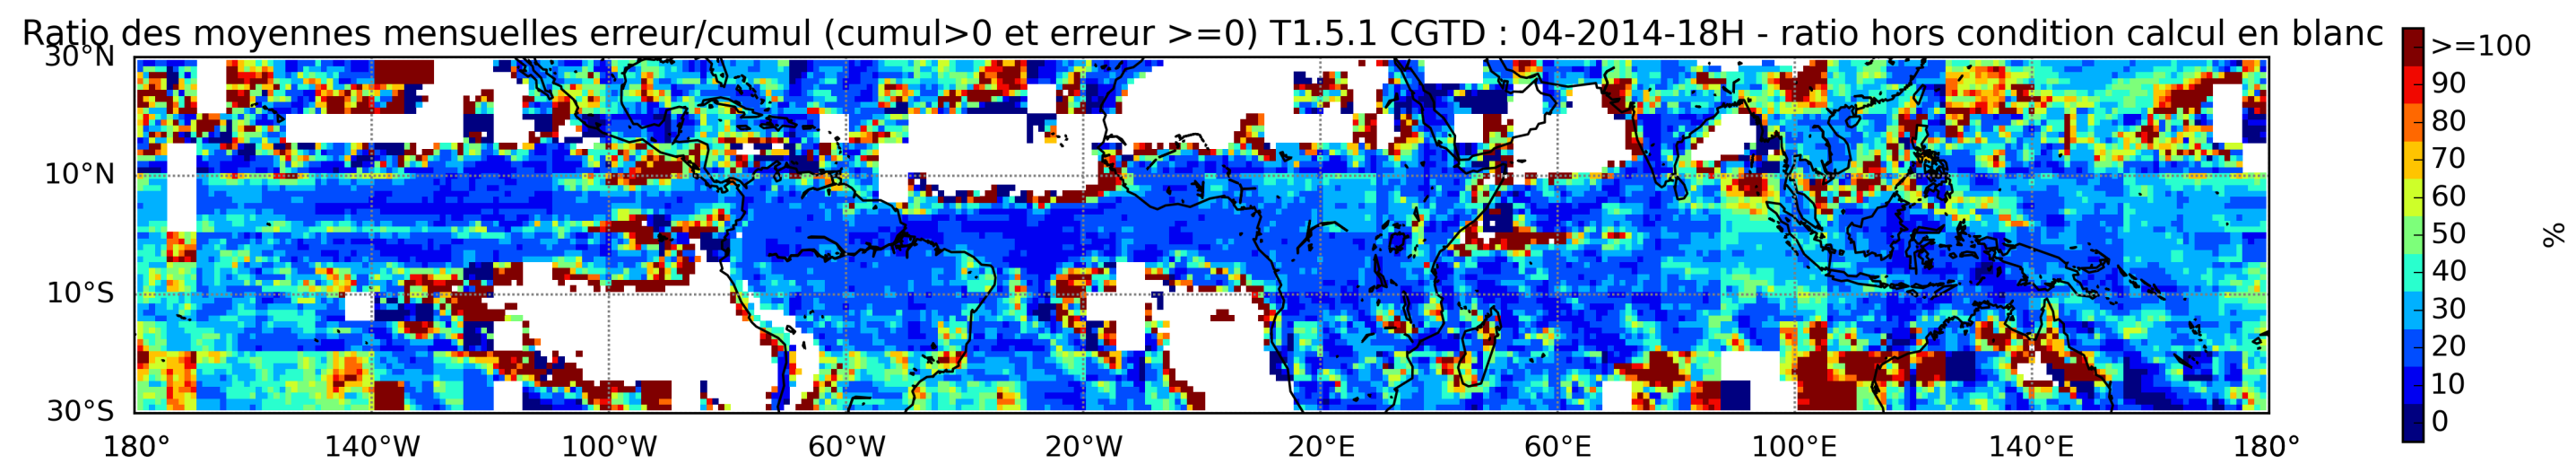 Ratio des moyennes mensuelles erreur/cumul (cumul>0 et erreur >=0) T1.5.1 CGTD : 04-2014-18H - ratio hors condition calcul en blanc
30°N
10°N
10°S
30°S
180° 140°W 100°W 60°W 20°W 20°E 60°E 100°E 140°E 180°
>=100
90
80
70
60
50
40
30
20
10
0
%